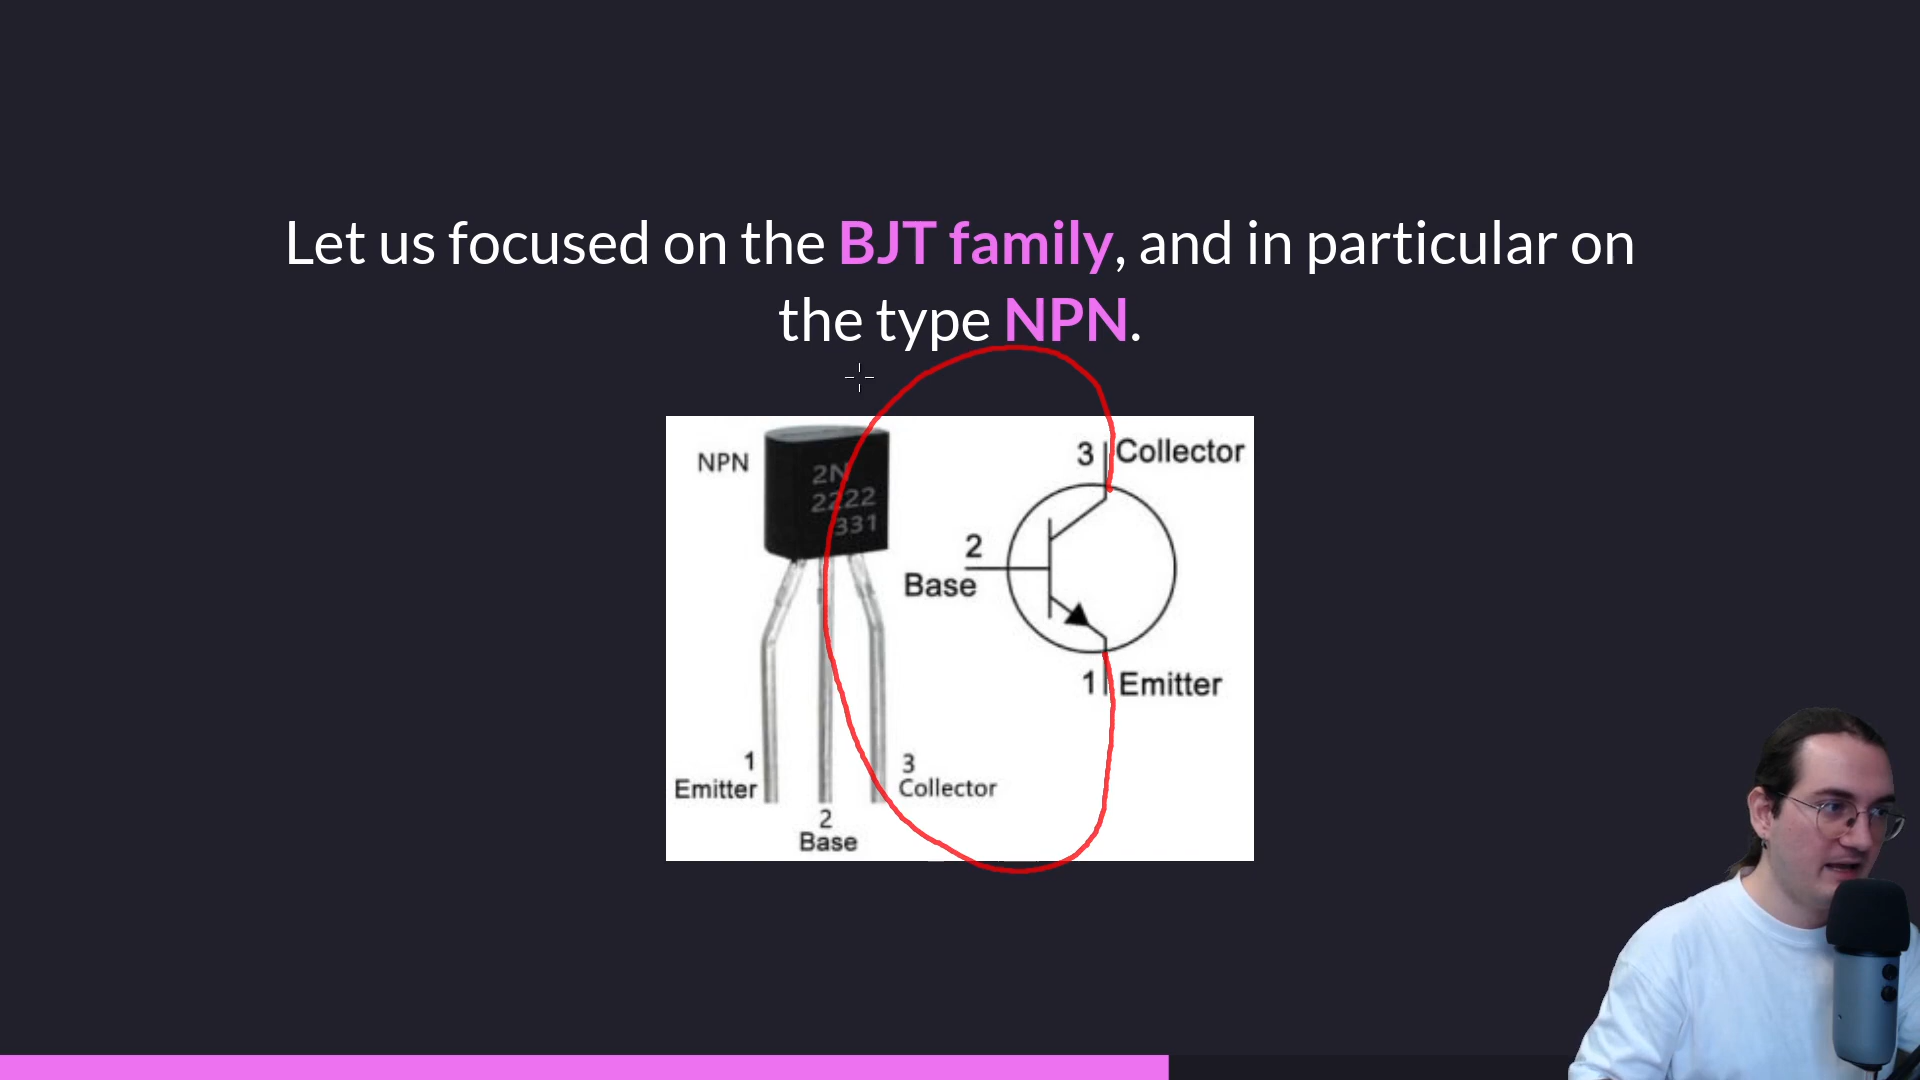 Let us focused on the BJT family, and in particular on
the type NPN.
NPN
2N
2222
331
1
Emitter
2
Base
3
Collector
3 Collector
2
Base
1 Emitter